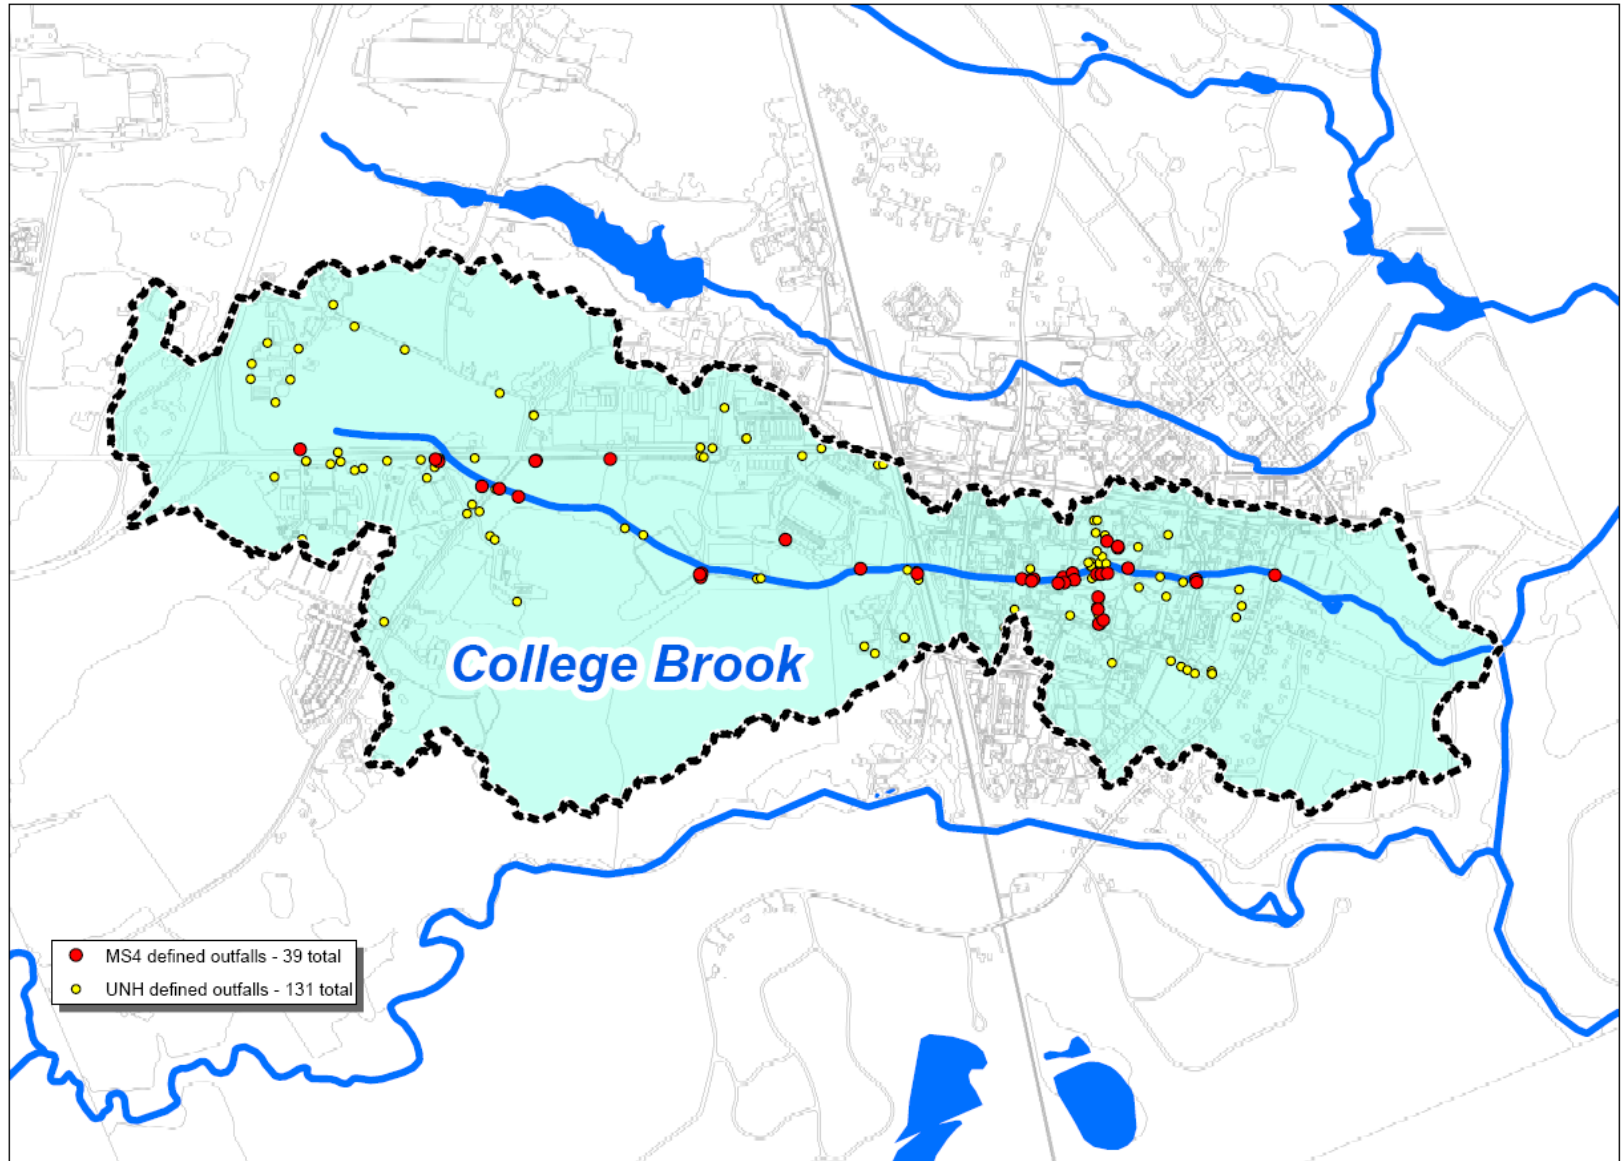 College Brook
MS4 defined outfalls - 39 total
UNH defined outfalls - 131 total